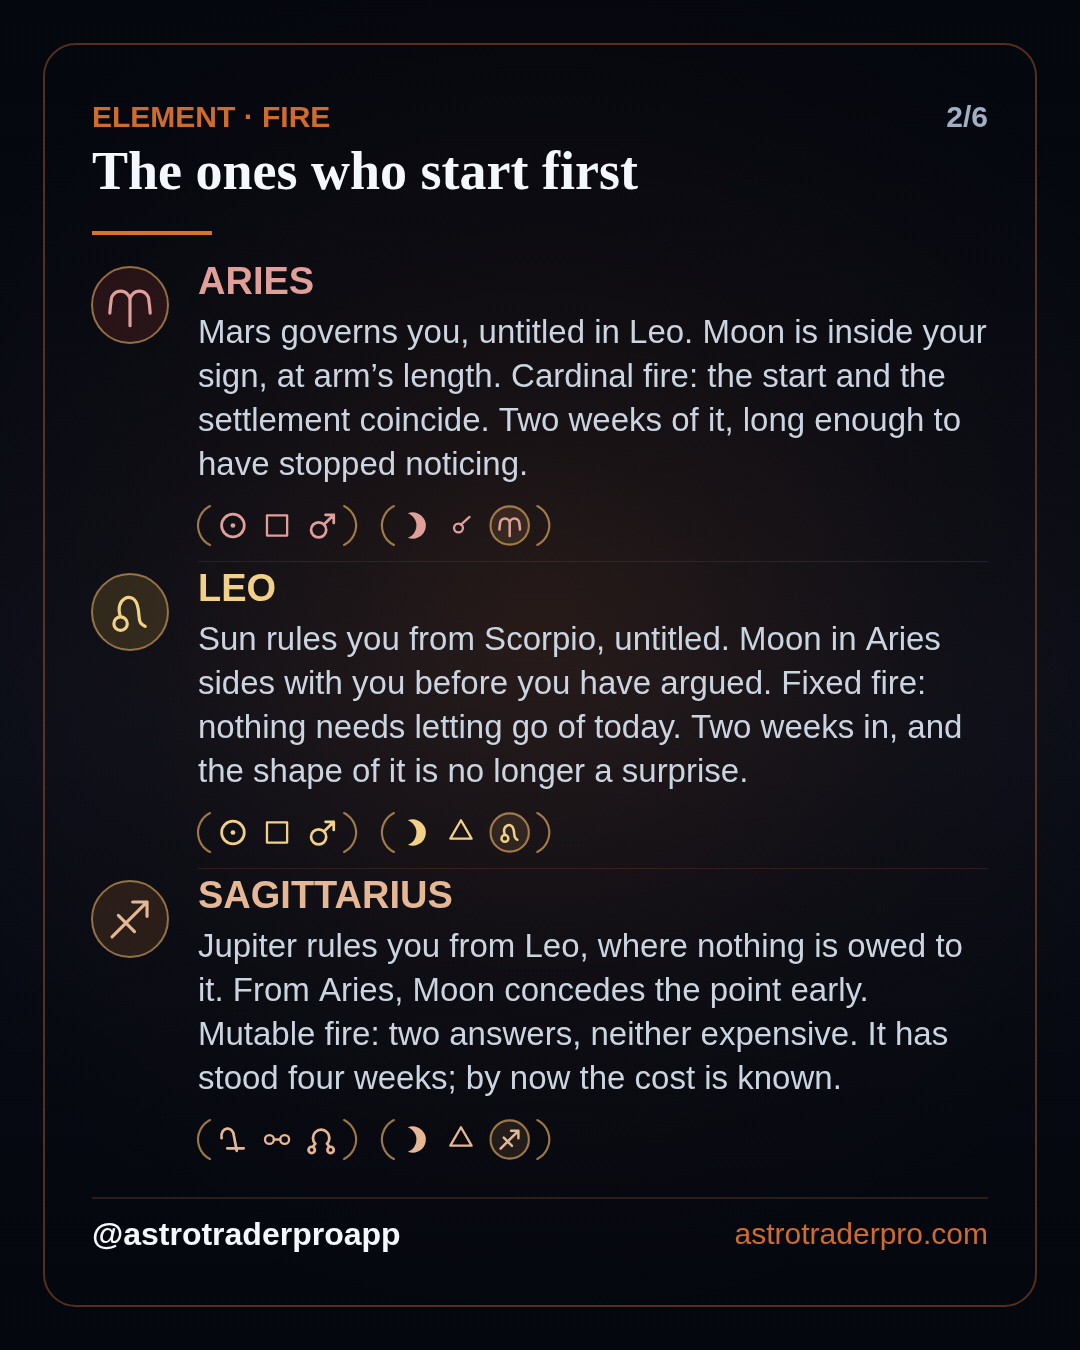 ELEMENT · FIRE
2/6
The ones who start first
ARIES
Mars governs you, untitled in Leo. Moon is inside your
sign, at arm’s length. Cardinal fire: the start and the
settlement coincide. Two weeks of it, long enough to
have stopped noticing.
LEO
Sun rules you from Scorpio, untitled. Moon in Aries
sides with you before you have argued. Fixed fire:
nothing needs letting go of today. Two weeks in, and
the shape of it is no longer a surprise.
SAGITTARIUS
Jupiter rules you from Leo, where nothing is owed to
it. From Aries, Moon concedes the point early.
Mutable fire: two answers, neither expensive. It has
stood four weeks; by now the cost is known.
@astrotraderproapp
astrotraderpro.com